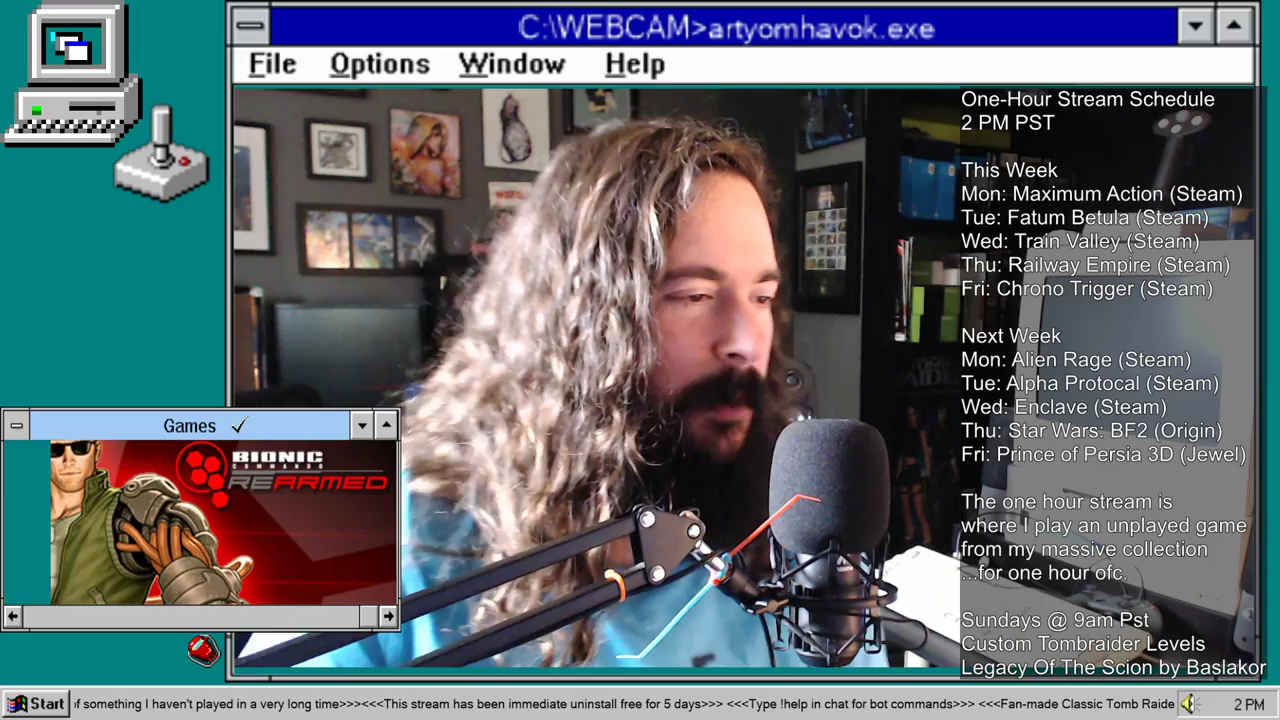 C:\WEBCAM>artyomhavok.exe
File Options Window Help
One-Hour Stream Schedule
2 PM PST
This Week
Mon: Maximum Action (Steam)
Tue: Fatum Betula (Steam)
Wed: Train Valley (Steam)
Thu: Railway Empire (Steam)
Fri: Chrono Trigger (Steam)
Next Week
Mon: Alien Rage (Steam)
Tue: Alpha Protocal (Steam)
Wed: Enclave (Steam)
Thu: Star Wars: BF2 (Origin)
Fri: Prince of Persia 3D (Jewel)
The one hour stream is
where I play an unplayed game
from my massive collection
...for one hour ofc.
Sundays @ 9am Pst
Custom Tombraider Levels
Legacy Of The Scion by Baslakor
Games
BIONIC
COMMANDO
REARMED
Start
of something I haven't played in a very long time>>><<<This stream has been immediate uninstall free for 5 days>>><<<Type !help in chat for bot commands>>> <<<Fan-made Classic Tomb Raide
2 PM